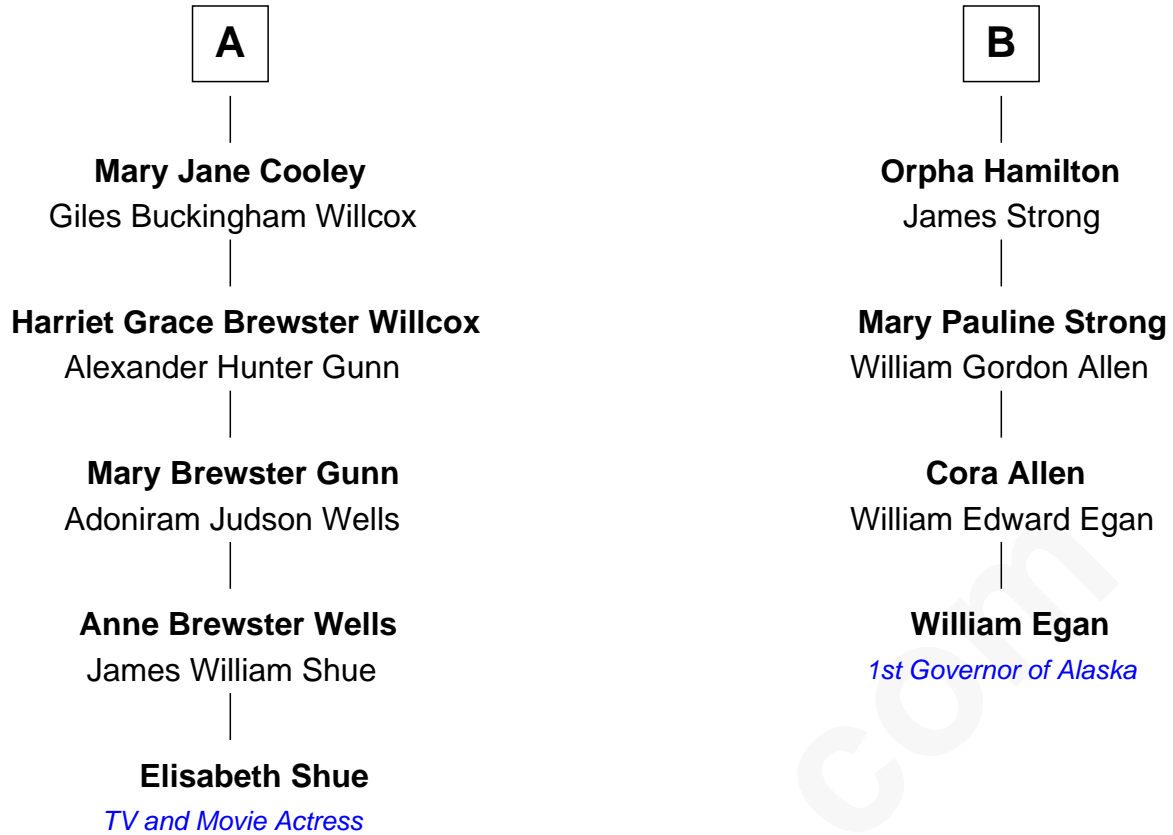 A
Mary Jane Cooley
Giles Buckingham Willcox
Harriet Grace Brewster Willcox
Alexander Hunter Gunn
Mary Brewster Gunn
Adoniram Judson Wells
Anne Brewster Wells
James William Shue
Elisabeth Shue
TV and Movie Actress
B
Orpha Hamilton
James Strong
Mary Pauline Strong
William Gordon Allen
Cora Allen
William Edward Egan
William Egan
1st Governor of Alaska
com